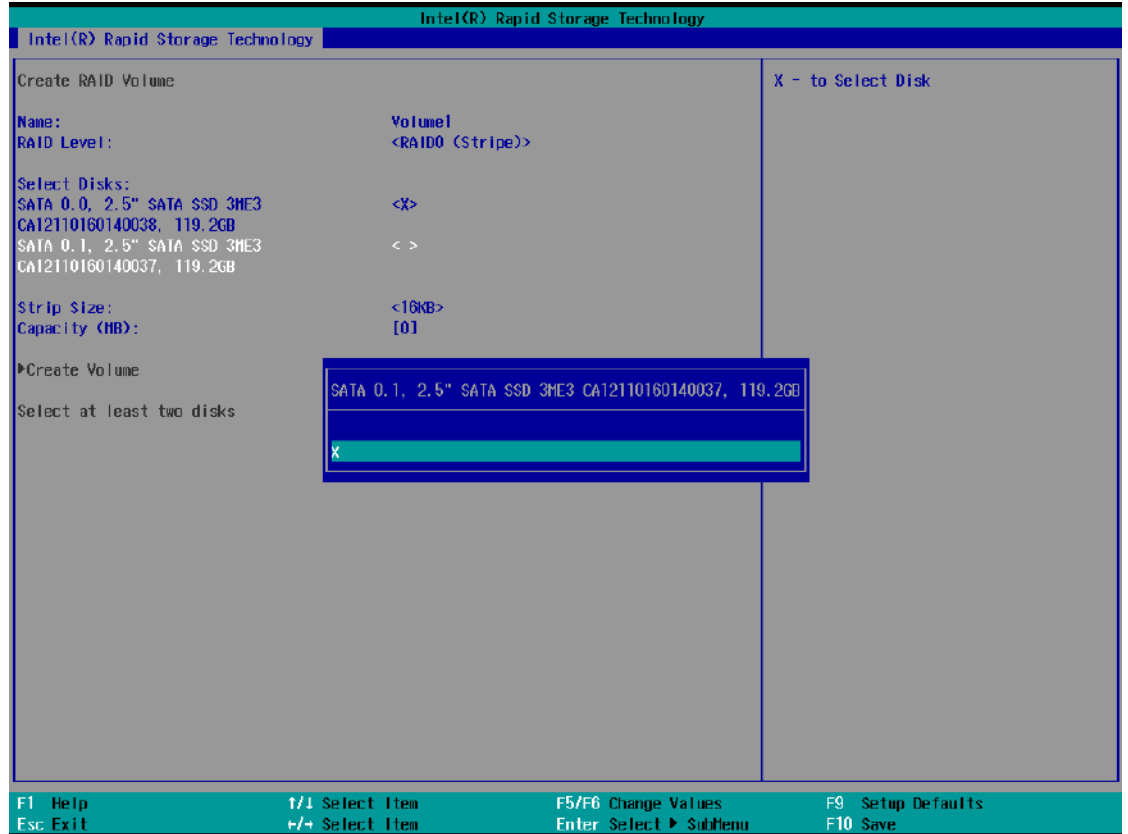 Intel(R) Rapid Storage Technology
Intel(R) Rapid Storage Technology
Create RAID Volume
X - to Select Disk
Name: Volume1
RAID Level: <RAID0 (Stripe)>
Select Disks:
SATA 0.0, 2.5" SATA SSD 3ME3 <X>
CA12110160140038, 119.2GB
SATA 0.1, 2.5" SATA SSD 3ME3 < >
CA12110160140037, 119.2GB
Strip Size: <16KB>
Capacity (MB): [0]
▶Create Volume
Select at least two disks
SATA 0.1, 2.5" SATA SSD 3ME3 CA12110160140037, 119.2GB
X
F1 Help ↑/↓ Select Item F5/F6 Change Values F9 Setup Defaults
Esc Exit ←/→ Select Item Enter Select ▶ SubMenu F10 Save